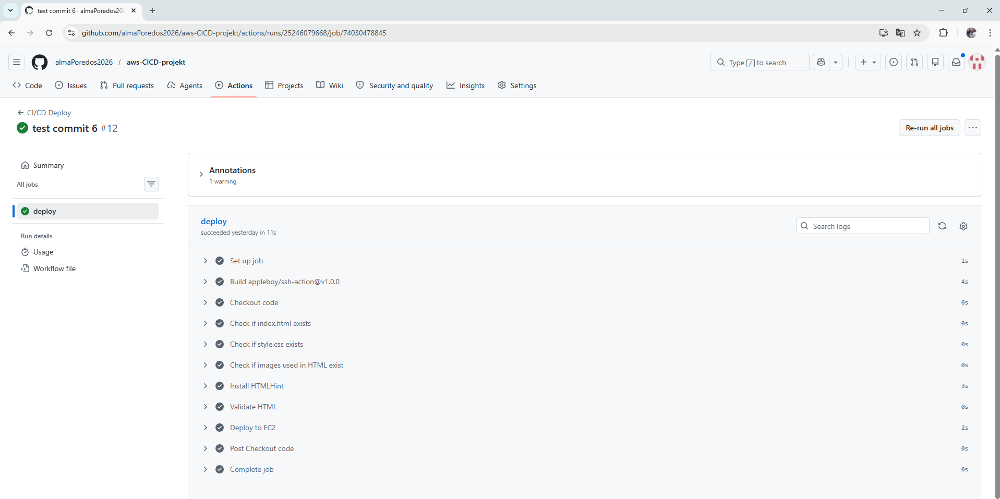 test commit 6 · almaPoredos202
github.com/almaPoredos2026/aws-CICD-projekt/actions/runs/25246079668/job/74030478845
almaPoredos2026 / aws-CICD-projekt
Type / to search
Code Issues Pull requests Agents Actions Projects Wiki Security and quality Insights Settings
CI/CD Deploy
test commit 6 #12
Re-run all jobs
Summary
All jobs
deploy
Run details
Usage
Workflow file
Annotations
1 warning
deploy
succeeded yesterday in 11s
Search logs
Set up job 1s
Build appleboy/ssh-action@v1.0.0 4s
Checkout code 0s
Check if index.html exists 0s
Check if style.css exists 0s
Check if images used in HTML exist 0s
Install HTMLHint 3s
Validate HTML 0s
Deploy to EC2 2s
Post Checkout code 0s
Complete job 0s